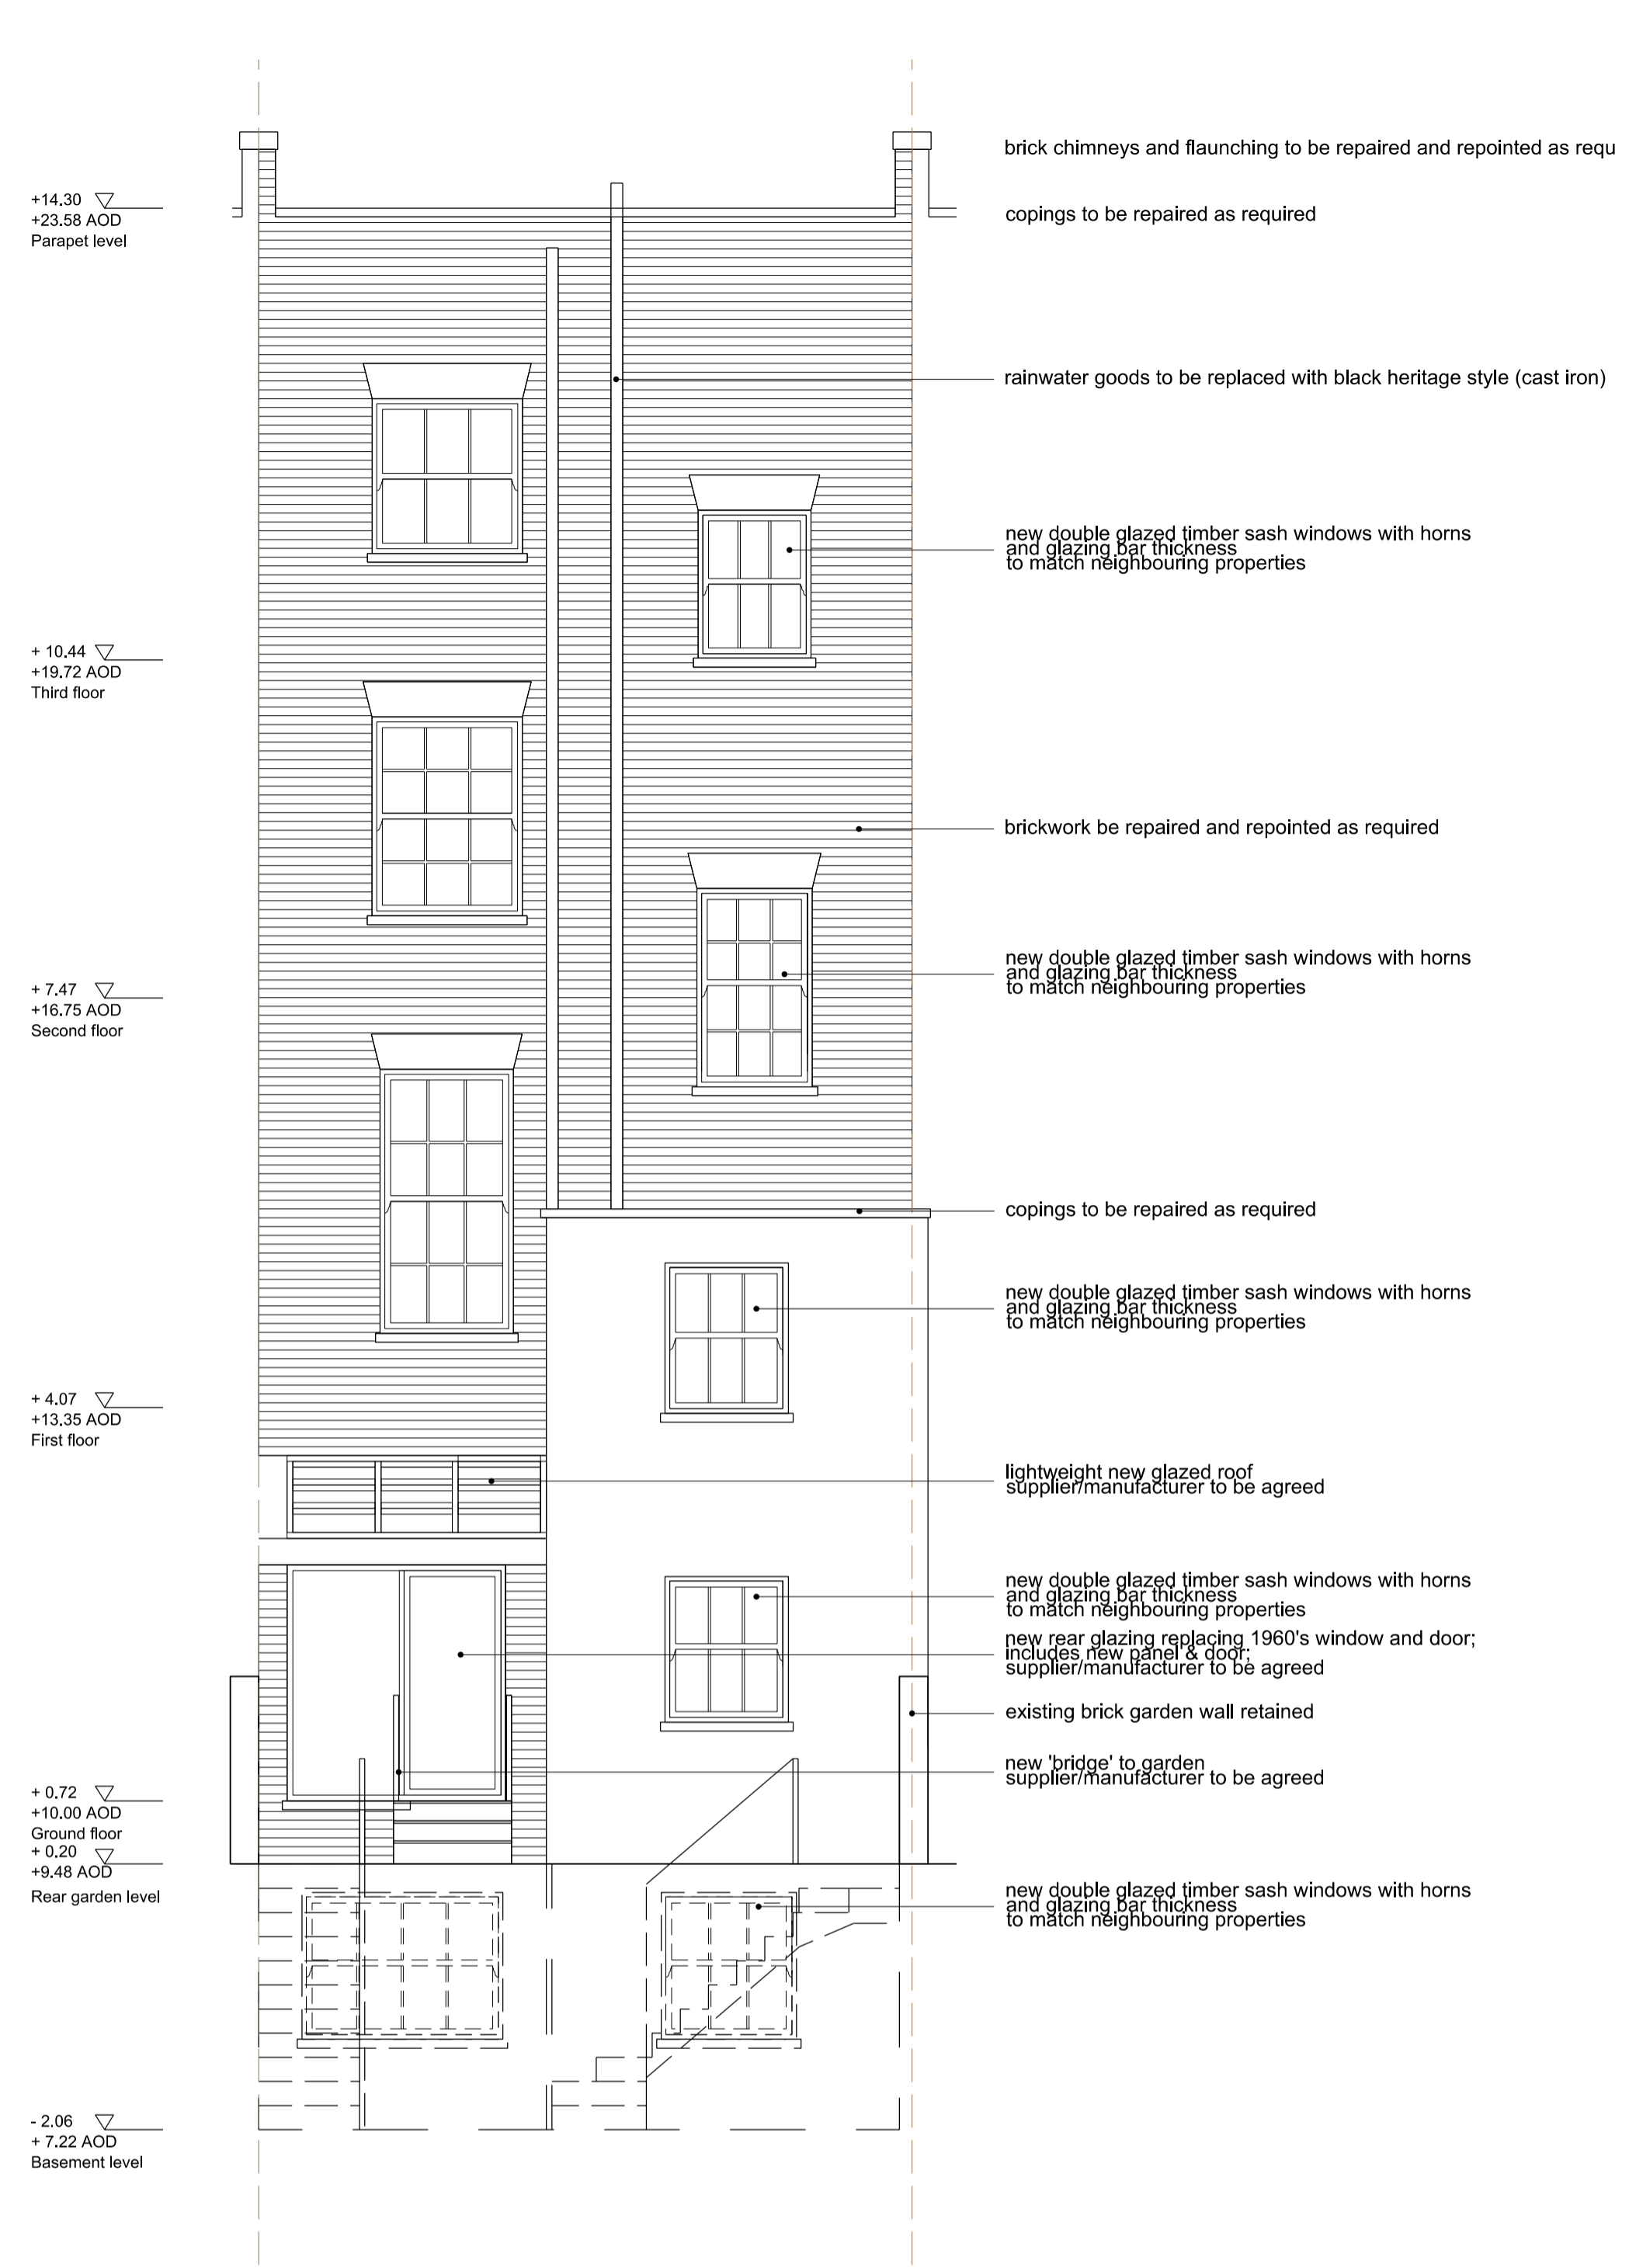 brick chimneys and flaunching to be repaired and repointed as requ
+14.30
+23.58 AOD
Parapet level
copings to be repaired as required
rainwater goods to be replaced with black heritage style (cast iron)
new double glazed timber sash windows with horns
and glazing bar thickness
to match neighbouring properties
+ 10.44
+19.72 AOD
Third floor
brickwork be repaired and repointed as required
new double glazed timber sash windows with horns
and glazing bar thickness
to match neighbouring properties
+ 7.47
+16.75 AOD
Second floor
copings to be repaired as required
new double glazed timber sash windows with horns
and glazing bar thickness
to match neighbouring properties
+ 4.07
+13.35 AOD
First floor
lightweight new glazed roof
supplier/manufacturer to be agreed
new double glazed timber sash windows with horns
and glazing bar thickness
to match neighbouring properties
new rear glazing replacing 1960's window and door;
includes new panel & door;
supplier/manufacturer to be agreed
existing brick garden wall retained
new 'bridge' to garden
supplier/manufacturer to be agreed
+ 0.72
+10.00 AOD
Ground floor
+ 0.20
+9.48 AOD
Rear garden level
new double glazed timber sash windows with horns
and glazing bar thickness
to match neighbouring properties
- 2.06
+ 7.22 AOD
Basement level